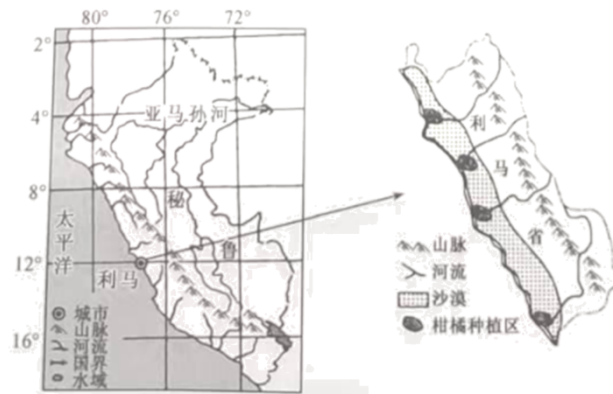 80° 76° 72°
2°
4°
亚马孙河
8°
秘
太平洋
鲁
12°
利马
16°
城市
山脉
河流
国界
水域
利
马
省
山脉
河流
沙漠
柑橘种植区